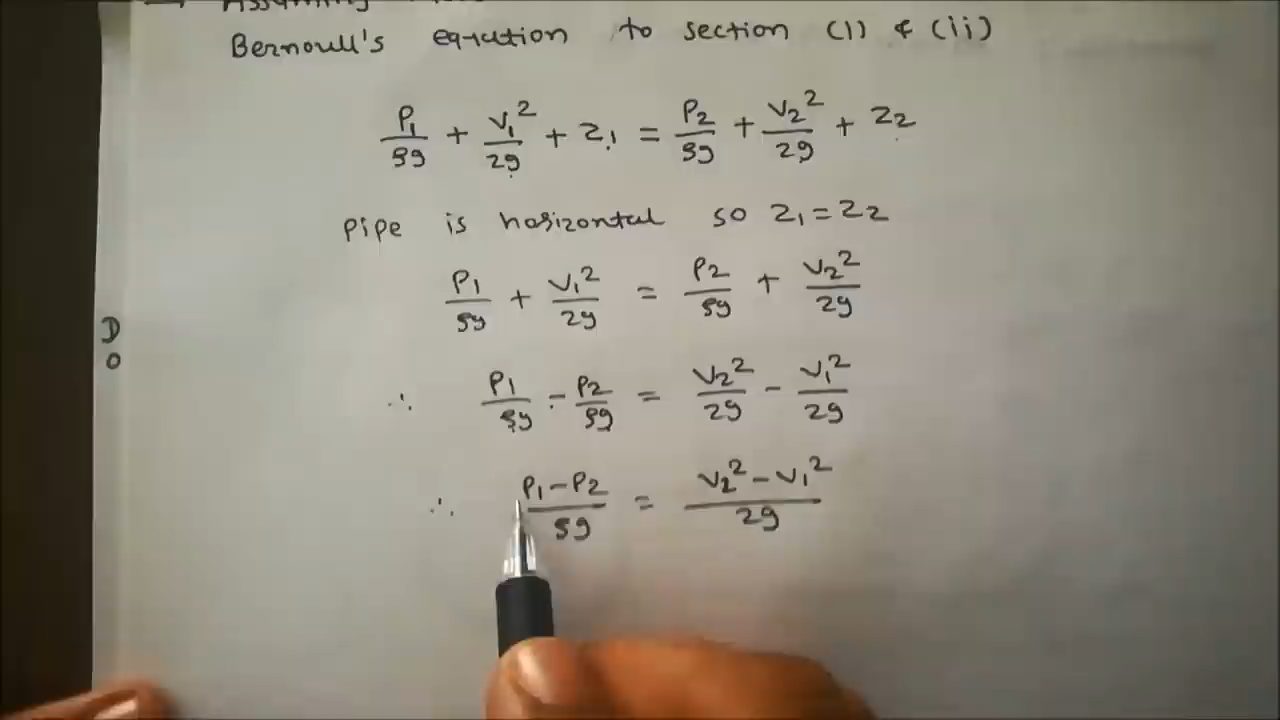 → Assuming
Bernoull's equation to section (i) & (ii)
P₁/ρg + V₁²/2g + z₁ = P₂/ρg + V₂²/2g + z₂
pipe is horizontal so z₁ = z₂
P₁/ρg + V₁²/2g = P₂/ρg + V₂²/2g
∴ P₁/ρg - P₂/ρg = V₂²/2g - V₁²/2g
∴ P₁-P₂/ρg = V₂²-V₁²/2g
D
O